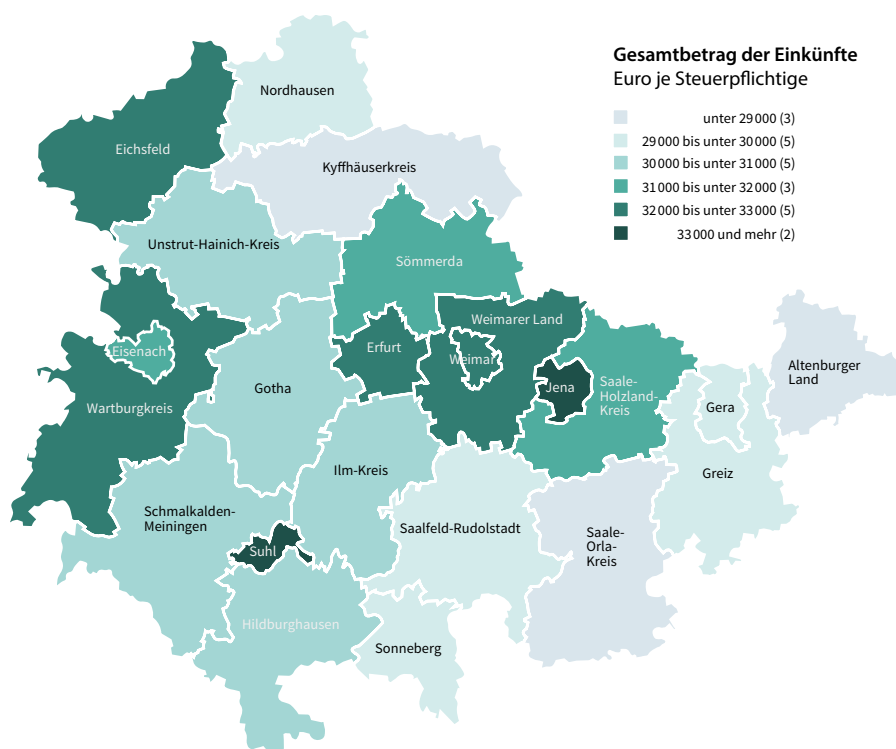 Gesamtbetrag der Einkünfte
Euro je Steuerpflichtige
unter 29 000 (3)
29 000 bis unter 30 000 (5)
30 000 bis unter 31 000 (5)
31 000 bis unter 32 000 (3)
32 000 bis unter 33 000 (5)
33 000 und mehr (2)
Nordhausen
Eichsfeld
Kyffhäuserkreis
Unstrut-Hainich-Kreis
Sömmerda
Weimarer Land
Eisenach
Erfurt
Weimar
Altenburger
Land
Gotha
Jena
Saale-
Holzland-
Kreis
Wartburgkreis
Gera
Ilm-Kreis
Greiz
Schmalkalden-
Meiningen
Saalfeld-Rudolstadt
Saale-
Orla-
Kreis
Suhl
Hildburghausen
Sonneberg